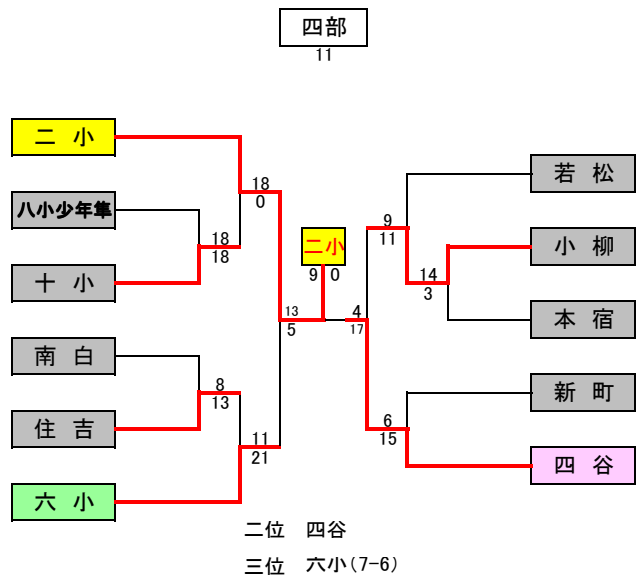 四部
11
二 小
18
0
若 松
八小少年隼
9
11
18
18
二小
小 柳
十 小
9 0
14
3
13
5
4
17
本 宿
南 白
8
13
新 町
住 吉
6
15
11
21
四 谷
六 小
二位 四谷
三位 六小(7-6)